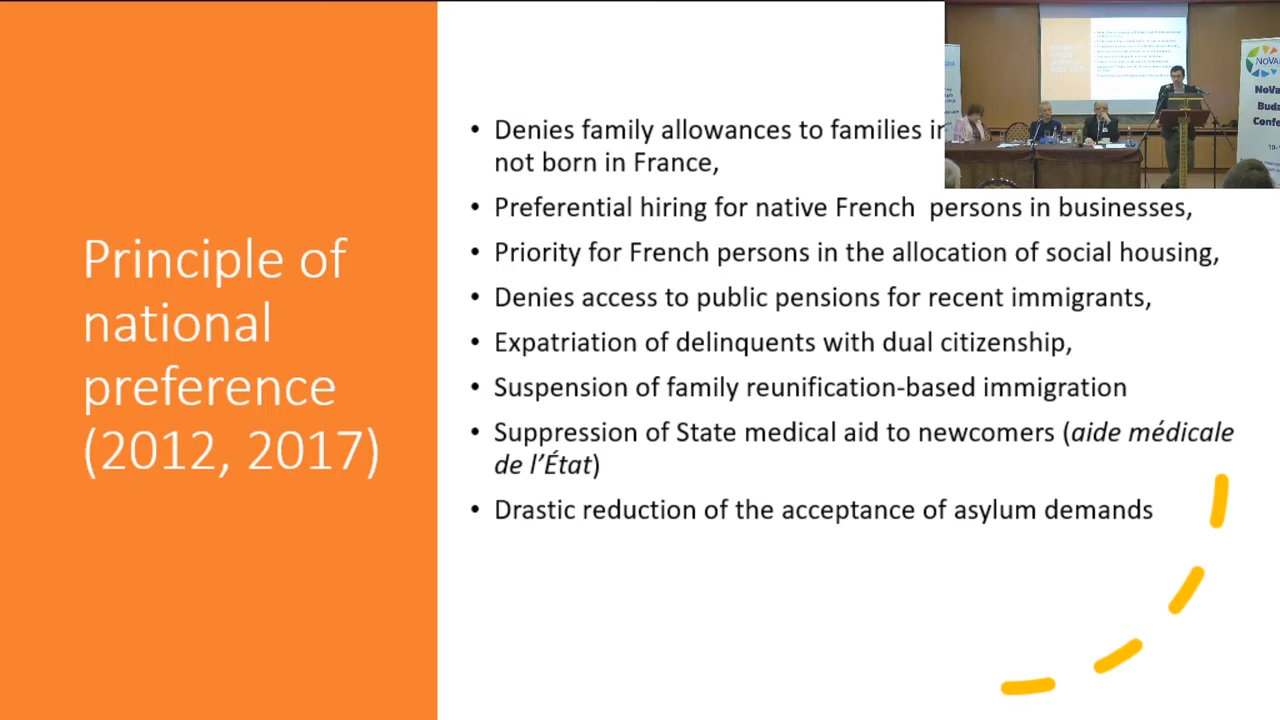 Principle of
national
preference
(2012, 2017)
• Denies family allowances to families
not born in France,
• Preferential hiring for native French persons in businesses,
• Priority for French persons in the allocation of social housing,
• Denies access to public pensions for recent immigrants,
• Expatriation of delinquents with dual citizenship,
• Suspension of family reunification-based immigration
• Suppression of State medical aid to newcomers (aide médicale
de l’État)
• Drastic reduction of the acceptance of asylum demands
NoVa
Buda
Confe